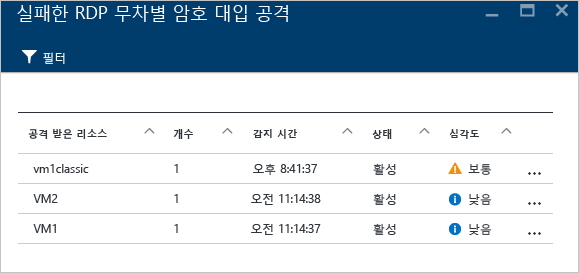 실패한 RDP 무차별 암호 대입 공격
필터
공격 받은 리소스 개수 감지 시간 상태 심각도
vm1classic 1 오후 8:41:37 활성 보통 ...
VM2 1 오전 11:14:38 활성 낮음 ...
VM1 1 오전 11:14:37 활성 낮음 ...